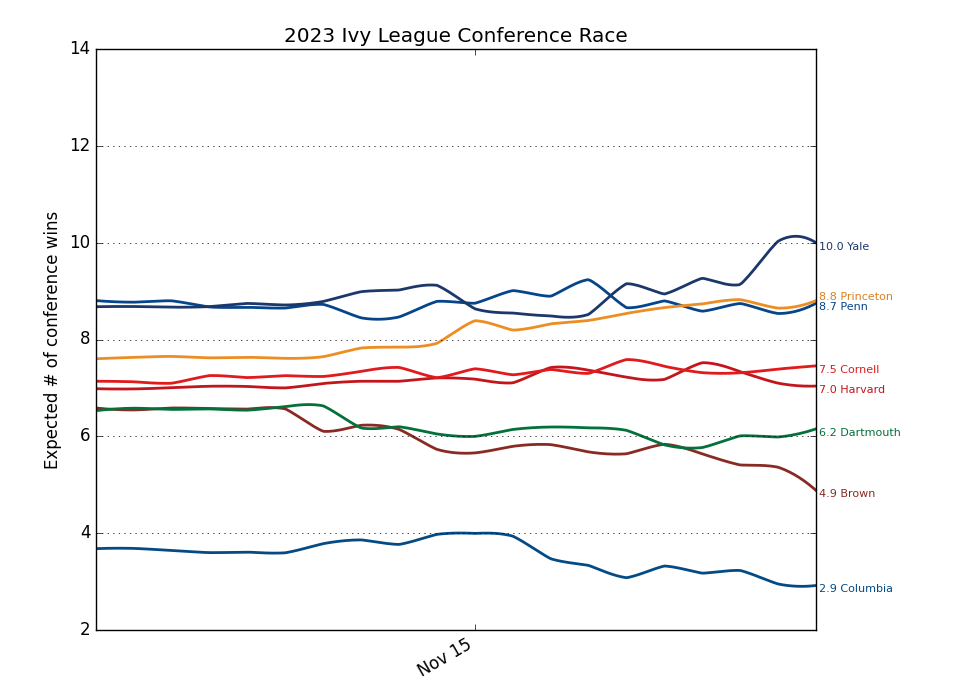 2023 Ivy League Conference Race
14
12
10
8
6
4
2
Expected # of conference wins
Nov 15
10.0 Yale
8.8 Princeton
8.7 Penn
7.5 Cornell
7.0 Harvard
6.2 Dartmouth
4.9 Brown
2.9 Columbia